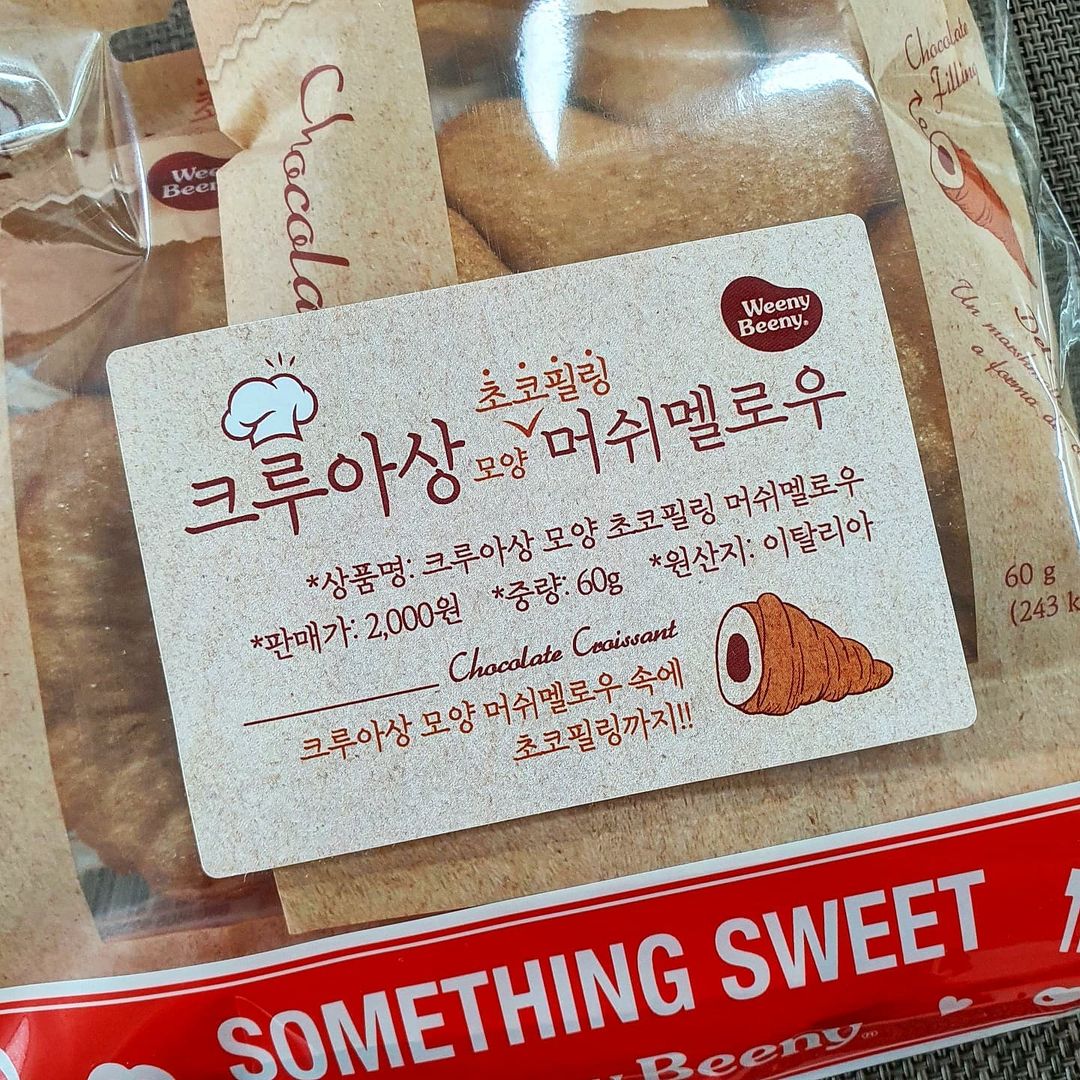 Chocolate
Filling
Weeny
Beeny®
초코필링
크루아상 모양 머쉬멜로우
*상품명: 크루아상 모양 초코필링 머쉬멜로우
*판매가: 2,000원 *중량: 60g *원산지: 이탈리아
Chocolate Croissant
크루아상 모양 머쉬멜로우 속에
초코필링까지!!
Un
a forma
60 g
(243
SOMETHING SWEET
Beeny